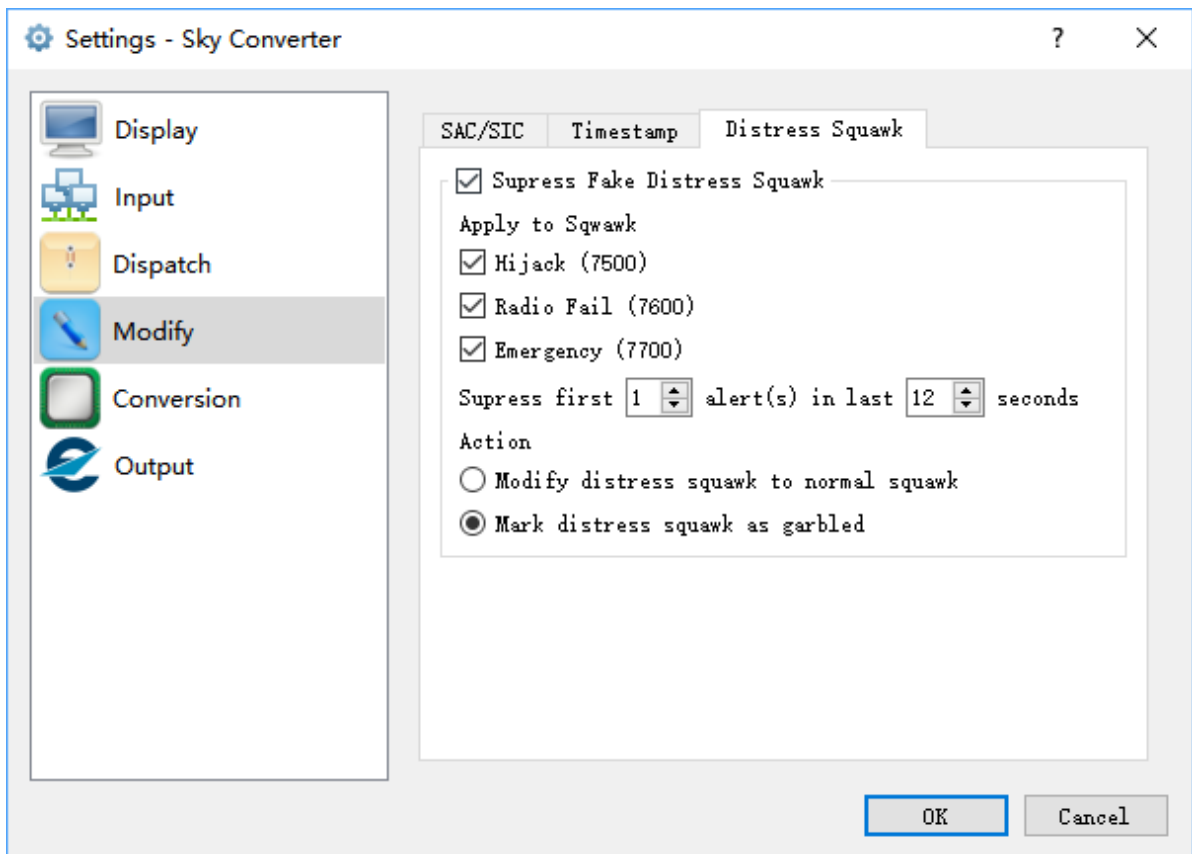 Settings - Sky Converter
?
Display
Input
Dispatch
Modify
Conversion
Output
SAC/SIC
Timestamp
Distress Squawk
Supress Fake Distress Squawk
Apply to Sqwawk
Hijack (7500)
Radio Fail (7600)
Emergency (7700)
Supress first 1 alert(s) in last 12 seconds
Action
Modify distress squawk to normal squawk
Mark distress squawk as garbled
OK
Cancel